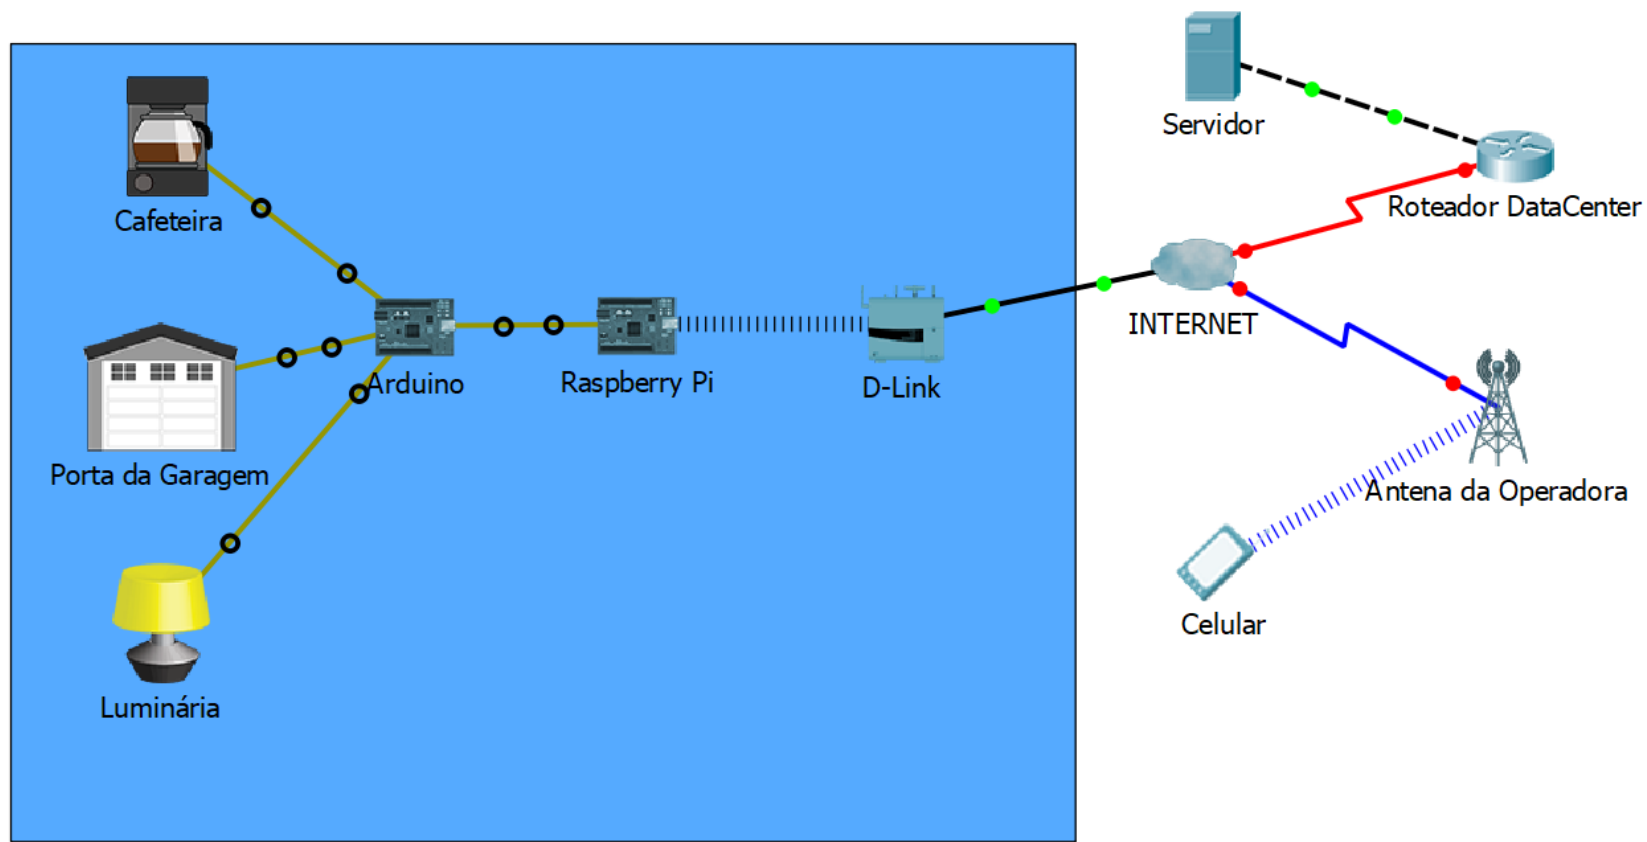 Servidor
Roteador DataCenter
Cafeteira
INTERNET
Arduino
Raspberry Pi
D-Link
Porta da Garagem
Antena da Operadora
Celular
Luminária